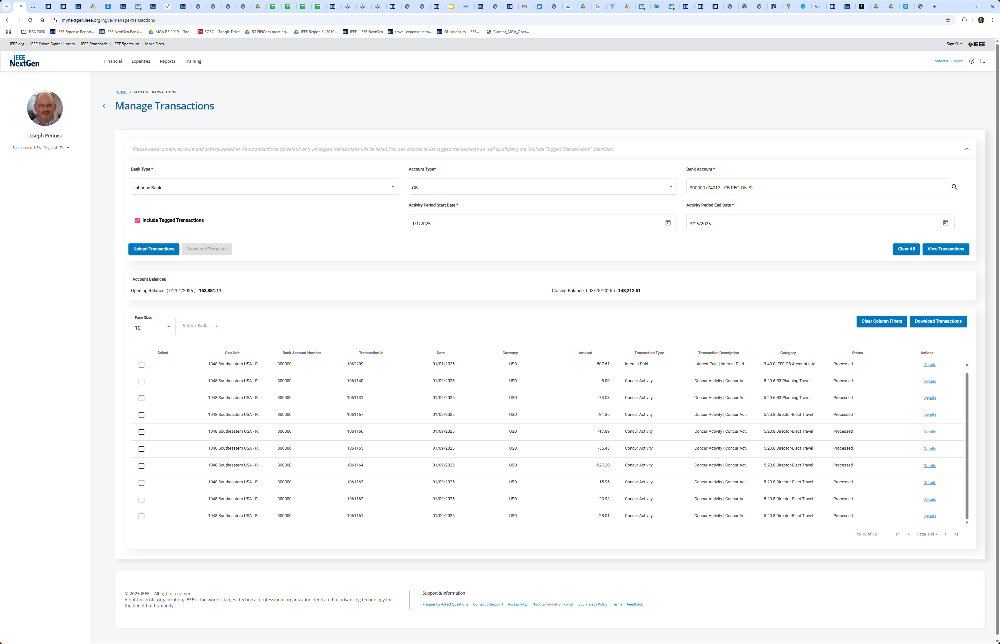 mynextgen.ieee.org/ngva/manage-transactions
RSA 2020 IEEE Expense Report... IEEE NextGen Banki... MGA R3 2019 - Goo... SOSC - Google Drive R3 FINCom meeting... IEEE Region 3- 2019... IEEE - IEEE NextGen travel-expense-reim... OU Analytics - IEEE... Current_MGA_Oper...
IEEE.org | IEEE Xplore Digital Library | IEEE Standards | IEEE Spectrum | More Sites Sign Out | IEEE
IEEE
NextGen
Financial Expenses Reports Training Contact & Support
HOME MANAGE TRANSACTIONS
Manage Transactions
Joseph Pennisi
Southeastern USA - Region 3 - Tr...
Please select a bank account and activity period to view transactions.By default only untagged transactions will be listed.You can choose to list tagged transactions as well by clicking the "Include Tagged Transactions" checkbox.
Bank Type * Account Type* Bank Account *
Inhouse Bank CB 300000 (74012 - CB REGION 3)
Activity Period Start Date * Activity Period End Date *
Include Tagged Transactions
1/1/2025 3/25/2025
Upload Transactions Download Template Clear All View Transactions
Account Balances
Opening Balance: ( 01/01/2025 ) : 153,881.17 Closing Balance: ( 03/25/2025 ) : 143,212.51
Page Size:
10 Select Bulk ... Clear Column Filters Download Transactions
Select Geo Unit Bank Account Number Transaction Id Date Currency Amount Transaction Type Transaction Description Category Status Actions
1048|Southeastern USA - R... 300000 1062209 01/01/2025 USD 507.61 Interest Paid Interest Paid | Interest Paid ... 3.40.0|IEEE CB Account Inte... Processed Details
1048|Southeastern USA - R... 300000 1061140 01/09/2025 USD -8.00 Concur Activity Concur Activity | Concur Act... 5.20.6|R3 Planning Travel Processed Details
1048|Southeastern USA - R... 300000 1061131 01/09/2025 USD -73.03 Concur Activity Concur Activity | Concur Act... 5.20.6|R3 Planning Travel Processed Details
1048|Southeastern USA - R... 300000 1061167 01/09/2025 USD -21.36 Concur Activity Concur Activity | Concur Act... 5.20.8|Director-Elect Travel Processed Details
1048|Southeastern USA - R... 300000 1061166 01/09/2025 USD -17.89 Concur Activity Concur Activity | Concur Act... 5.20.8|Director-Elect Travel Processed Details
1048|Southeastern USA - R... 300000 1061165 01/09/2025 USD -35.43 Concur Activity Concur Activity | Concur Act... 5.20.8|Director-Elect Travel Processed Details
1048|Southeastern USA - R... 300000 1061164 01/09/2025 USD -527.20 Concur Activity Concur Activity | Concur Act... 5.20.8|Director-Elect Travel Processed Details
1048|Southeastern USA - R... 300000 1061163 01/09/2025 USD -15.96 Concur Activity Concur Activity | Concur Act... 5.20.8|Director-Elect Travel Processed Details
1048|Southeastern USA - R... 300000 1061162 01/09/2025 USD -23.93 Concur Activity Concur Activity | Concur Act... 5.20.8|Director-Elect Travel Processed Details
1048|Southeastern USA - R... 300000 1061161 01/09/2025 USD -28.01 Concur Activity Concur Activity | Concur Act... 5.20.8|Director-Elect Travel Processed Details
1 to 10 of 70 Page 1 of 7
© 2025 IEEE – All rights reserved.
A not-for-profit organization, IEEE is the world's largest technical professional organization dedicated to advancing technology for
the benefit of humanity.
Support & Information
Frequently Asked Questions Contact & Support Accessibility Nondiscrimination Policy IEEE Privacy Policy Terms Feedback